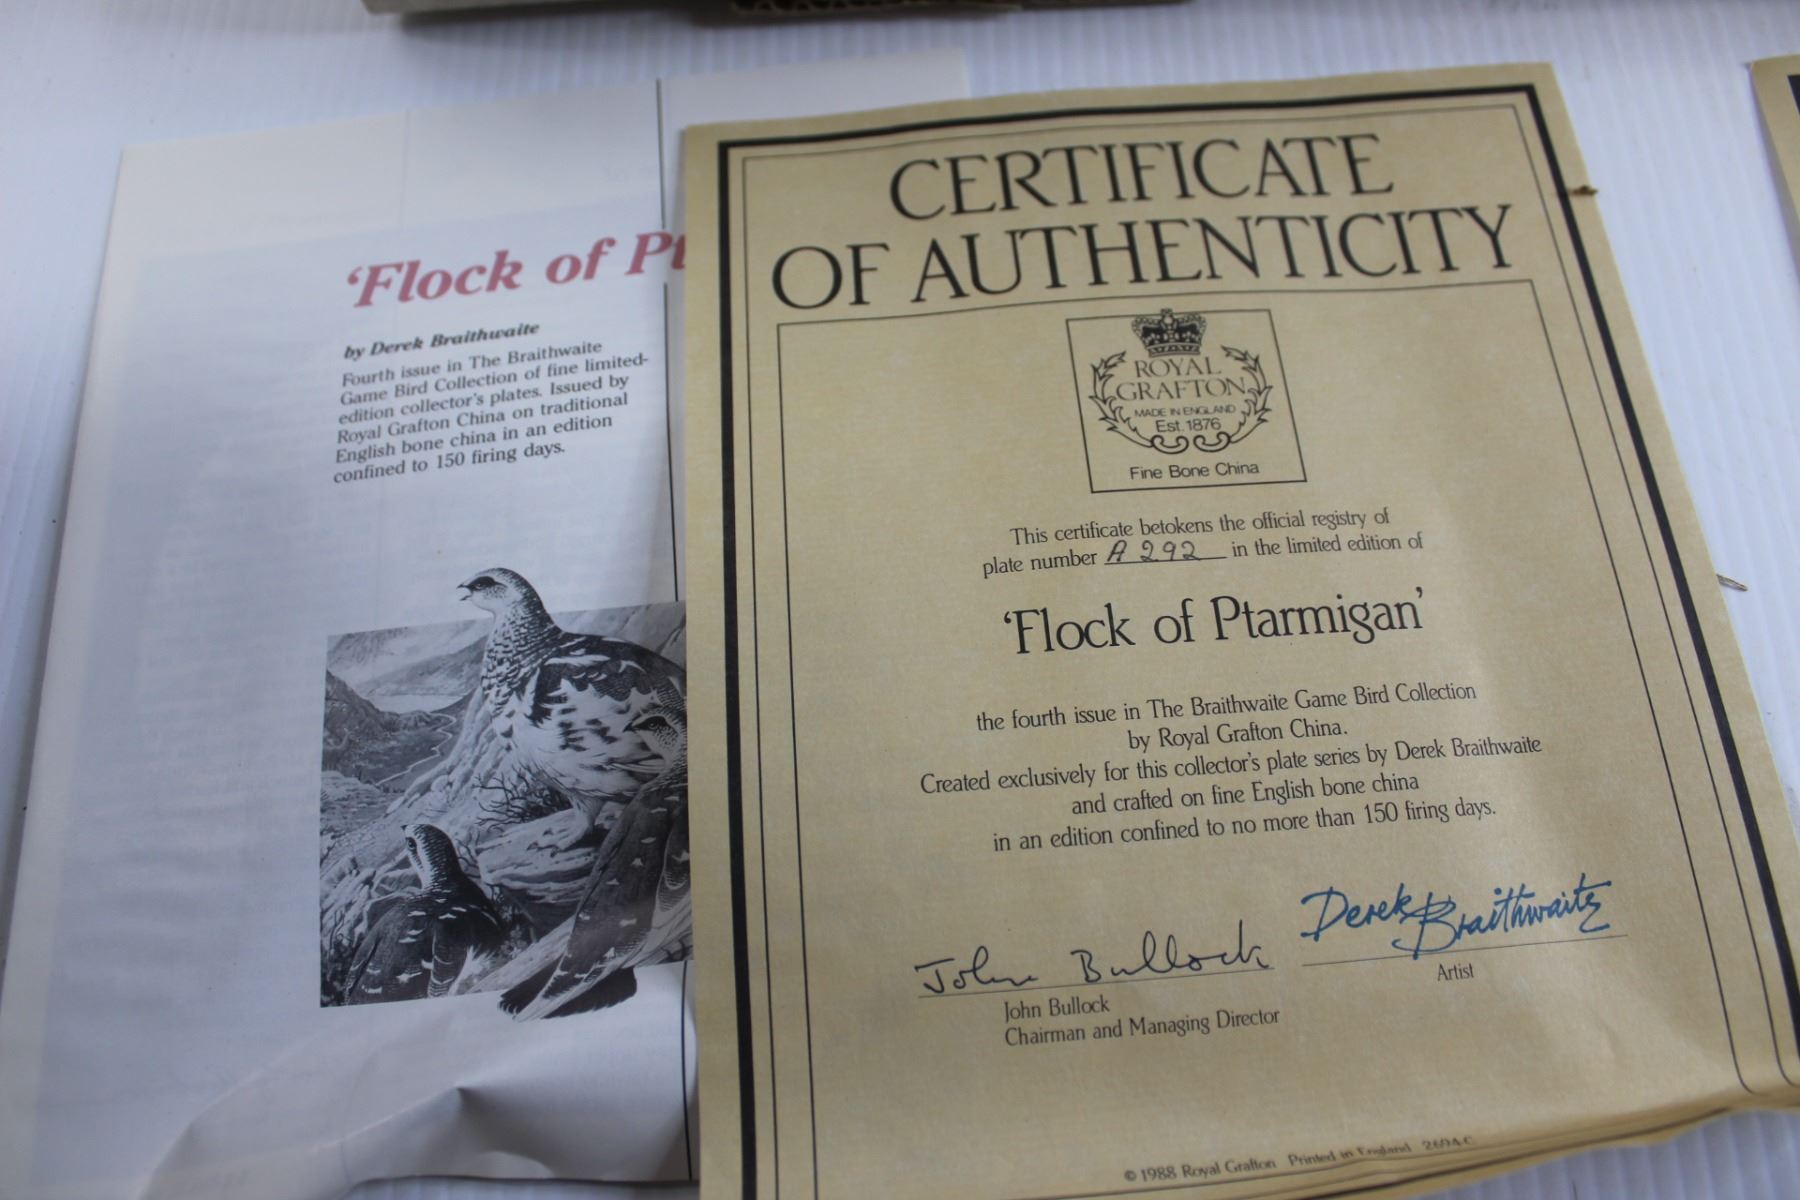 'Flock of Pt
by Derek Braithwaite
Fourth issue in The Braithwaite
Game Bird Collection of fine limited-
edition collector's plates. Issued by
Royal Grafton China on traditional
English bone china in an edition
confined to 150 firing days.
CERTIFICATE
OF AUTHENTICITY
ROYAL
GRAFTON
MADE IN ENGLAND
Est. 1876
Fine Bone China
This certificate betokens the official registry of
plate number A 292 in the limited edition of
'Flock of Ptarmigan'
the fourth issue in The Braithwaite Game Bird Collection
by Royal Grafton China.
Created exclusively for this collector's plate series by Derek Braithwaite
and crafted on fine English bone china
in an edition confined to no more than 150 firing days.
John Bullock
Derek Braithwaite
John Bullock
Chairman and Managing Director
Artist
© 1988 Royal Grafton Printed in England 2694-C